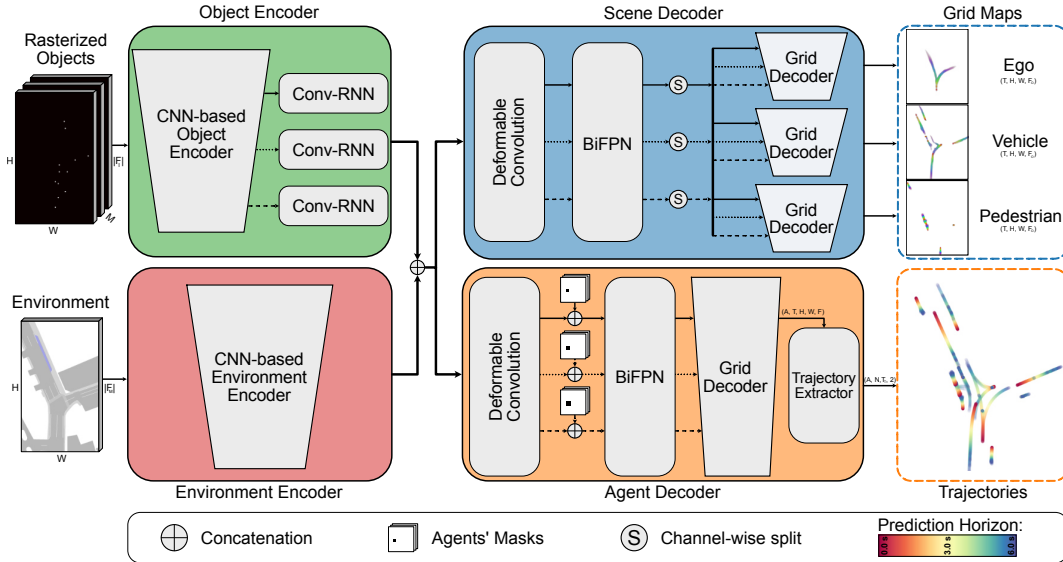 Object Encoder
Scene Decoder
Grid Maps
Rasterized
Objects
H
W
M
CNN-based
Object
Encoder
Conv-RNN
Conv-RNN
Conv-RNN
Deformable
Convolution
BiFPN
S
S
S
Grid
Decoder
Grid
Decoder
Grid
Decoder
Ego
Vehicle
Pedestrian
Environment
H
W
CNN-based
Environment
Encoder
Environment Encoder
Deformable
Convolution
BiFPN
Grid Decoder
(A, T, H, W, F)
Trajectory
Extractor
Agent Decoder
Trajectories
Concatenation
Agents' Masks
S
Channel-wise split
Prediction Horizon:
0.0 s
3.0 s
6.0 s